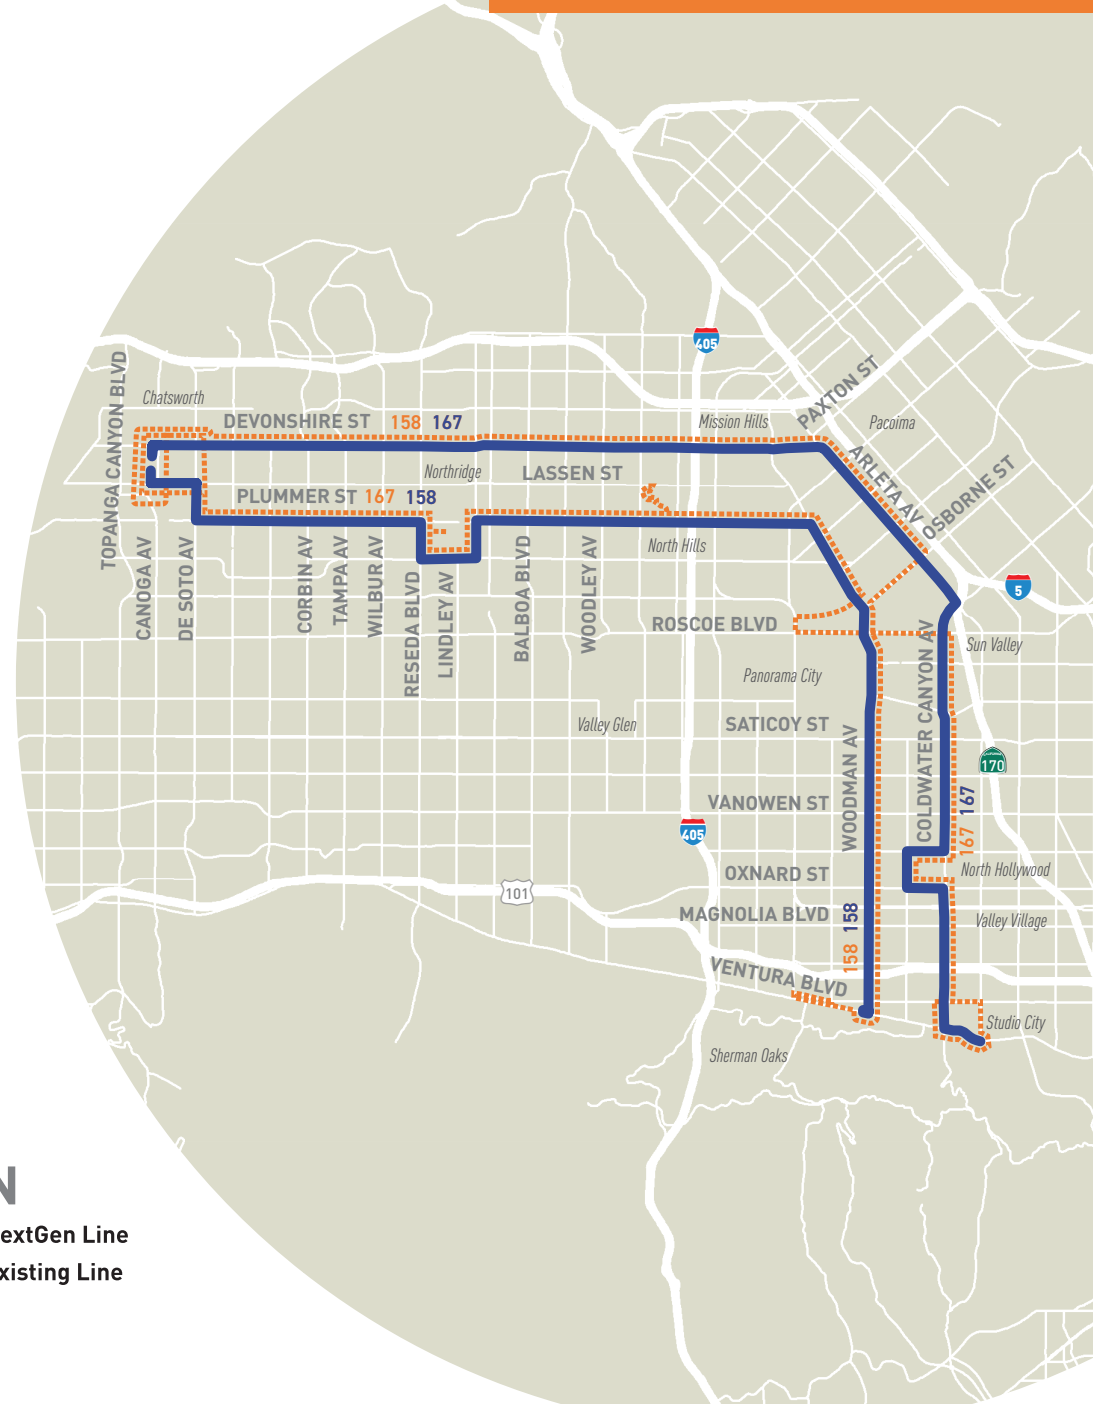 405
TOPANGA CANYON BLVD
Chatsworth
PAXTON ST
DEVONSHIRE ST 158 167
Mission Hills
Pacoima
ARLETA AV
Northridge
LASSEN ST
OSBORNE ST
PLUMMER ST 167 158
North Hills
5
CANOGA AV
DE SOTO AV
CORBIN AV
TAMPA AV
WILBUR AV
RESEDA BLVD
LINDLEY AV
BALBOA BLVD
WOODLEY AV
ROSCOE BLVD
COLDWATER CANYON AV
Sun Valley
Panorama City
Valley Glen
SATICOY ST
WOODMAN AV
CALIFORNIA
170
VANOWEN ST
167 167
405
OXNARD ST
North Hollywood
101
MAGNOLIA BLVD
158 158
Valley Village
VENTURA BLVD
Studio City
Sherman Oaks
N
extGen Line
xisting Line